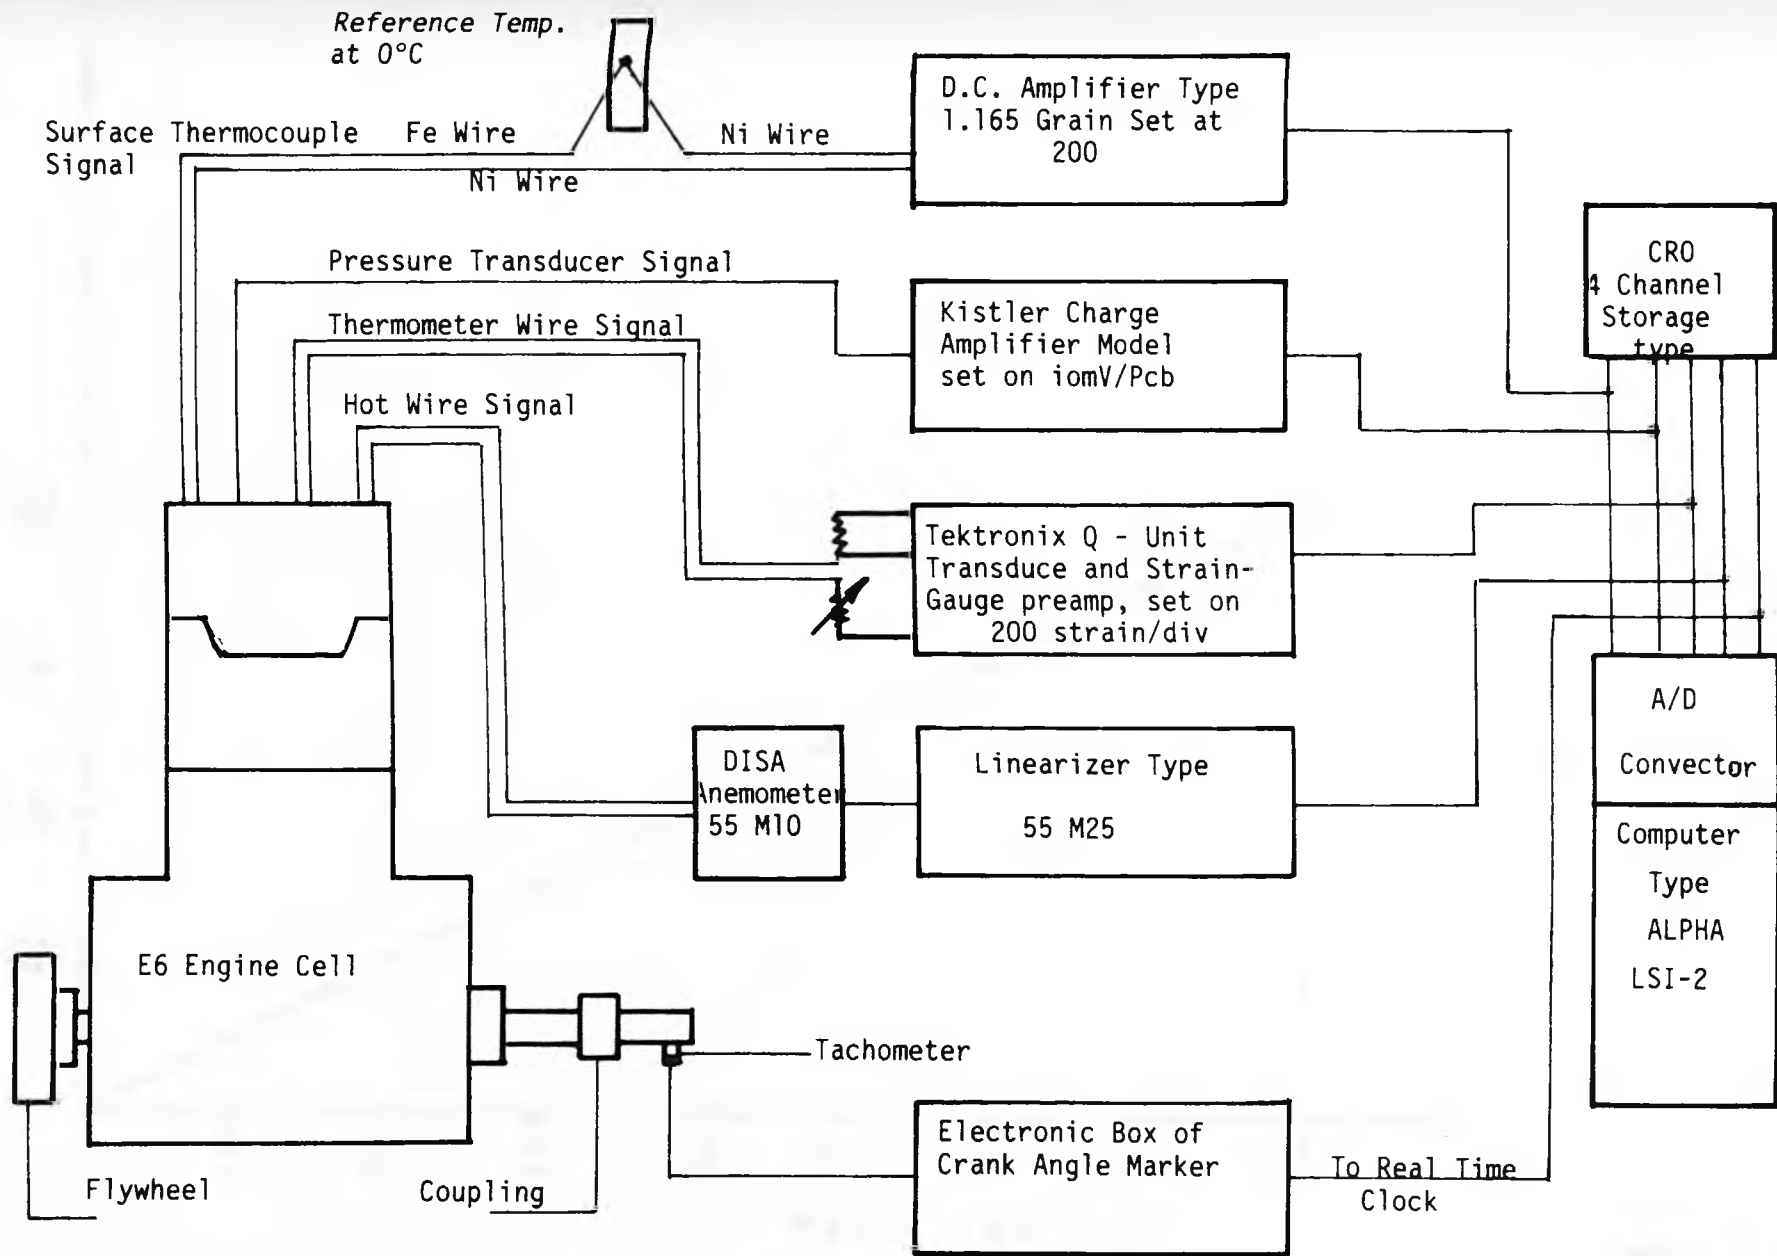 Reference Temp.
at 0°C
Surface Thermocouple
Signal
Fe Wire
Ni Wire
Ni Wire
D.C. Amplifier Type
1.165 Grain Set at
200
Pressure Transducer Signal
Kistler Charge
Amplifier Model
set on iomV/Pcb
CRO
4 Channel
Storage
type
Thermometer Wire Signal
Hot Wire Signal
Tektronix Q - Unit
Transduce and Strain-
Gauge preamp, set on
200 strain/div
DISA
Anemometer
55 M10
Linearizer Type
55 M25
A/D
Convector
Computer
Type
ALPHA
LSI-2
E6 Engine Cell
Tachometer
Flywheel
Coupling
Electronic Box of
Crank Angle Marker
To Real Time
Clock